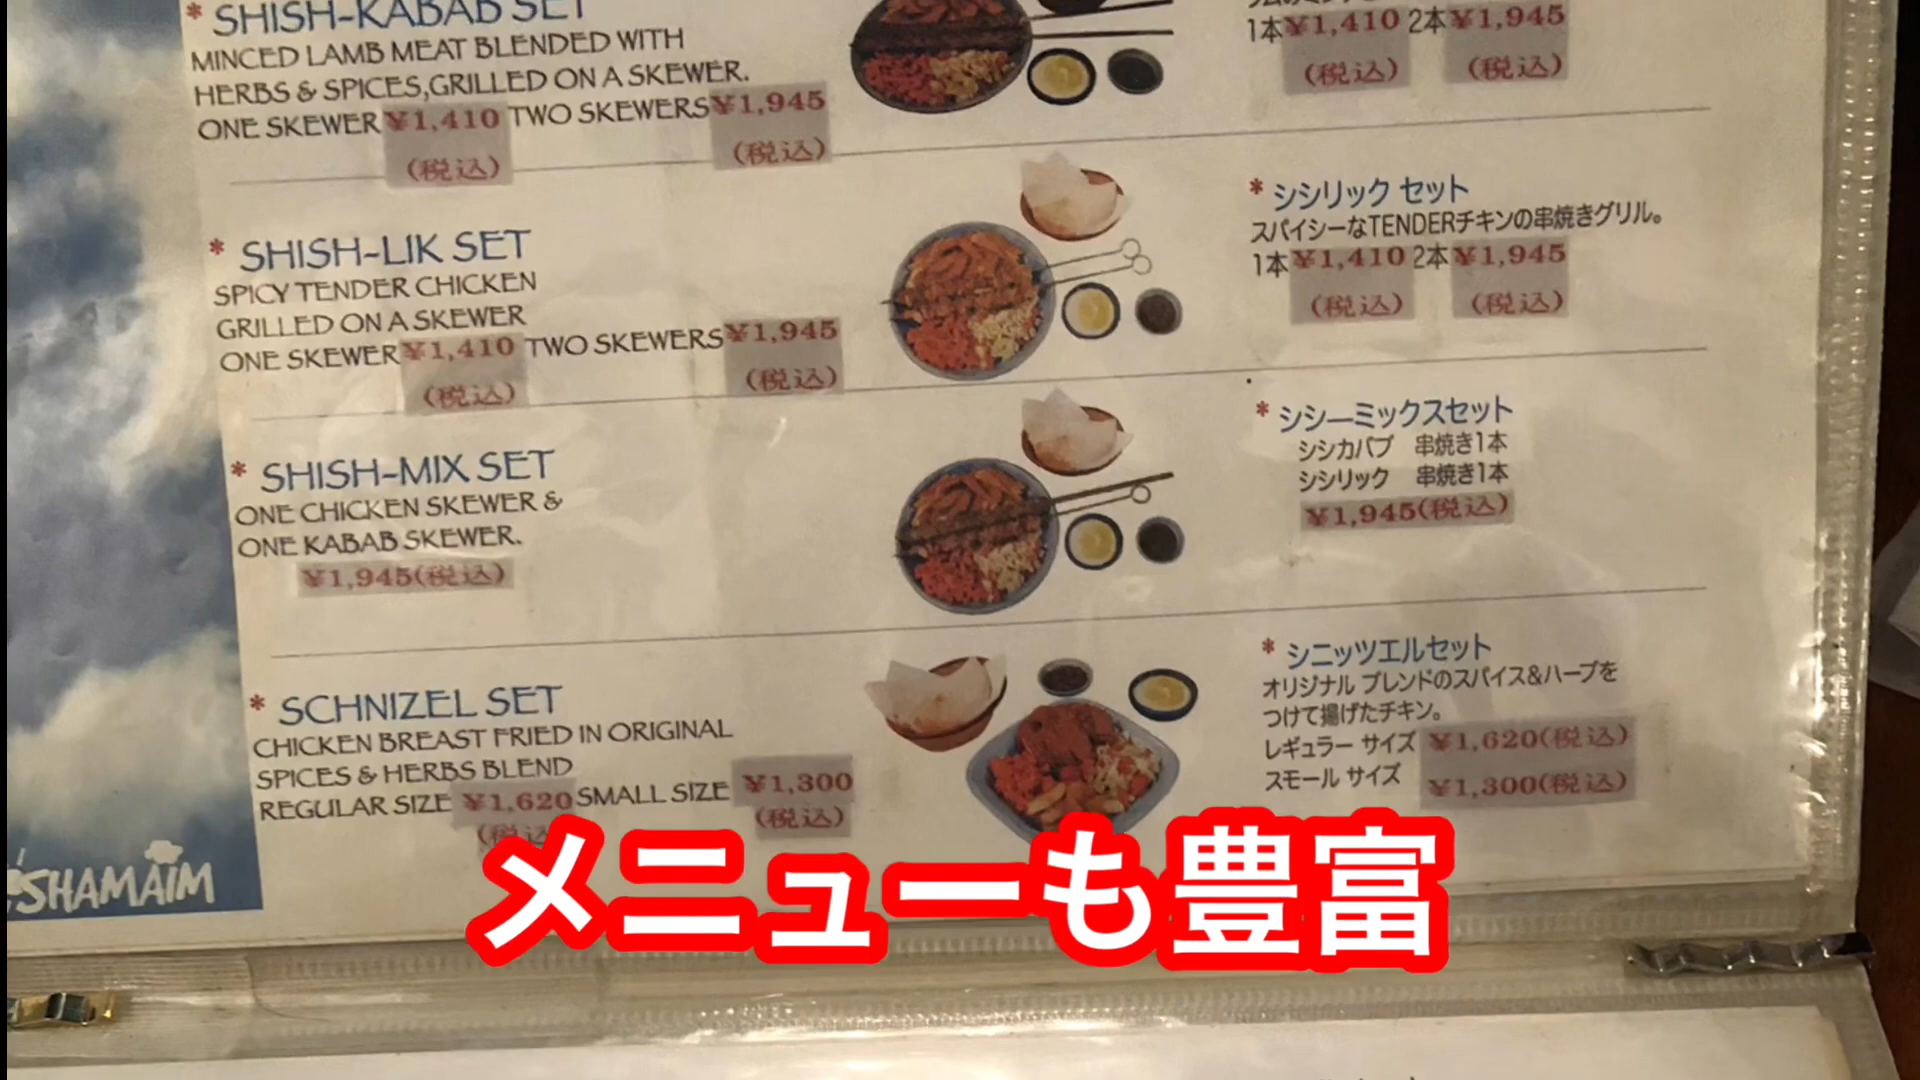 * SHISH-KABAB SET
MINCED LAMB MEAT BLENDED WITH
HERBS & SPICES,GRILLED ON A SKEWER.
ONE SKEWER ¥1,410 TWO SKEWERS ¥1,945
(税込) (税込)
1本 ¥1,410 2本 ¥1,945
(税込) (税込)
* SHISH-LIK SET
SPICY TENDER CHICKEN
GRILLED ON A SKEWER
ONE SKEWER ¥1,410 TWO SKEWERS ¥1,945
(税込) (税込)
* シシリック セット
スパイシーなTENDERチキンの串焼きグリル。
1本 ¥1,410 2本 ¥1,945
(税込) (税込)
* SHISH-MIX SET
ONE CHICKEN SKEWER &
ONE KABAB SKEWER.
¥1,945(税込)
* シシーミックスセット
シシカバブ 串焼き1本
シシリック 串焼き1本
¥1,945(税込)
* SCHNIZEL SET
CHICKEN BREAST FRIED IN ORIGINAL
SPICES & HERBS BLEND
REGULAR SIZE ¥1,620 SMALL SIZE ¥1,300
(税込 (税込)
* シニッツエルセット
オリジナル ブレンドのスパイス&ハーブを
つけて揚げたチキン。
レギュラー サイズ ¥1,620(税込)
スモール サイズ ¥1,300(税込)
SHAMAIM
メニューも豊富